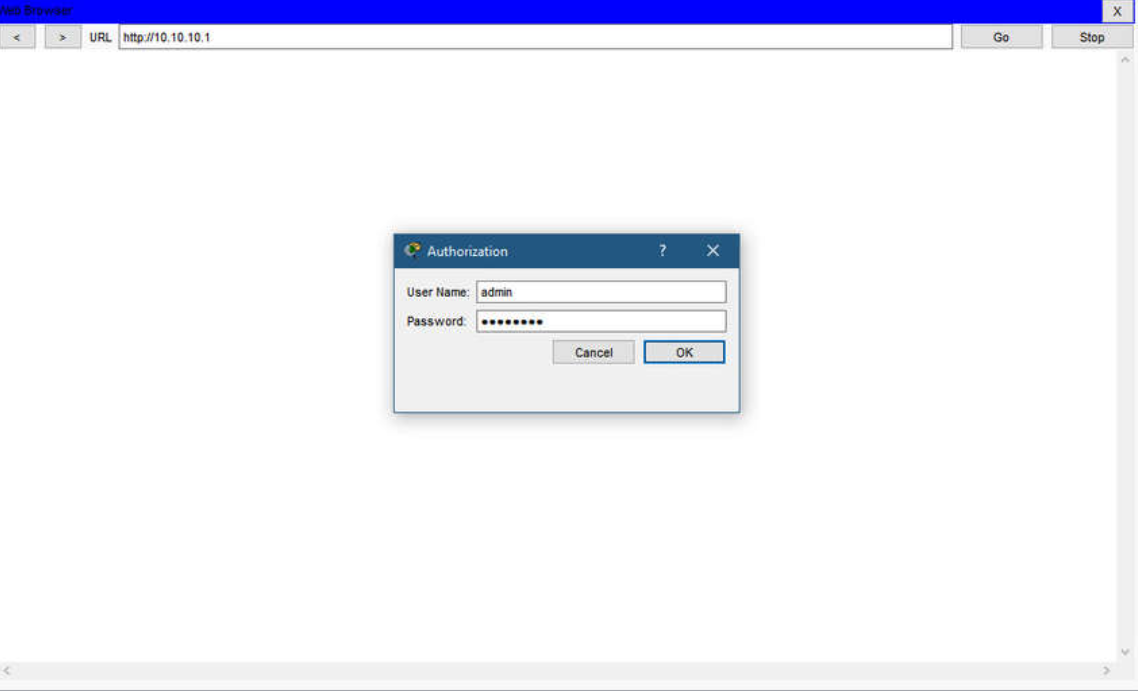 Web Browser X
< > URL http://10.10.10.1 Go Stop
Authorization ? X
User Name: admin
Password: ••••••••
Cancel OK